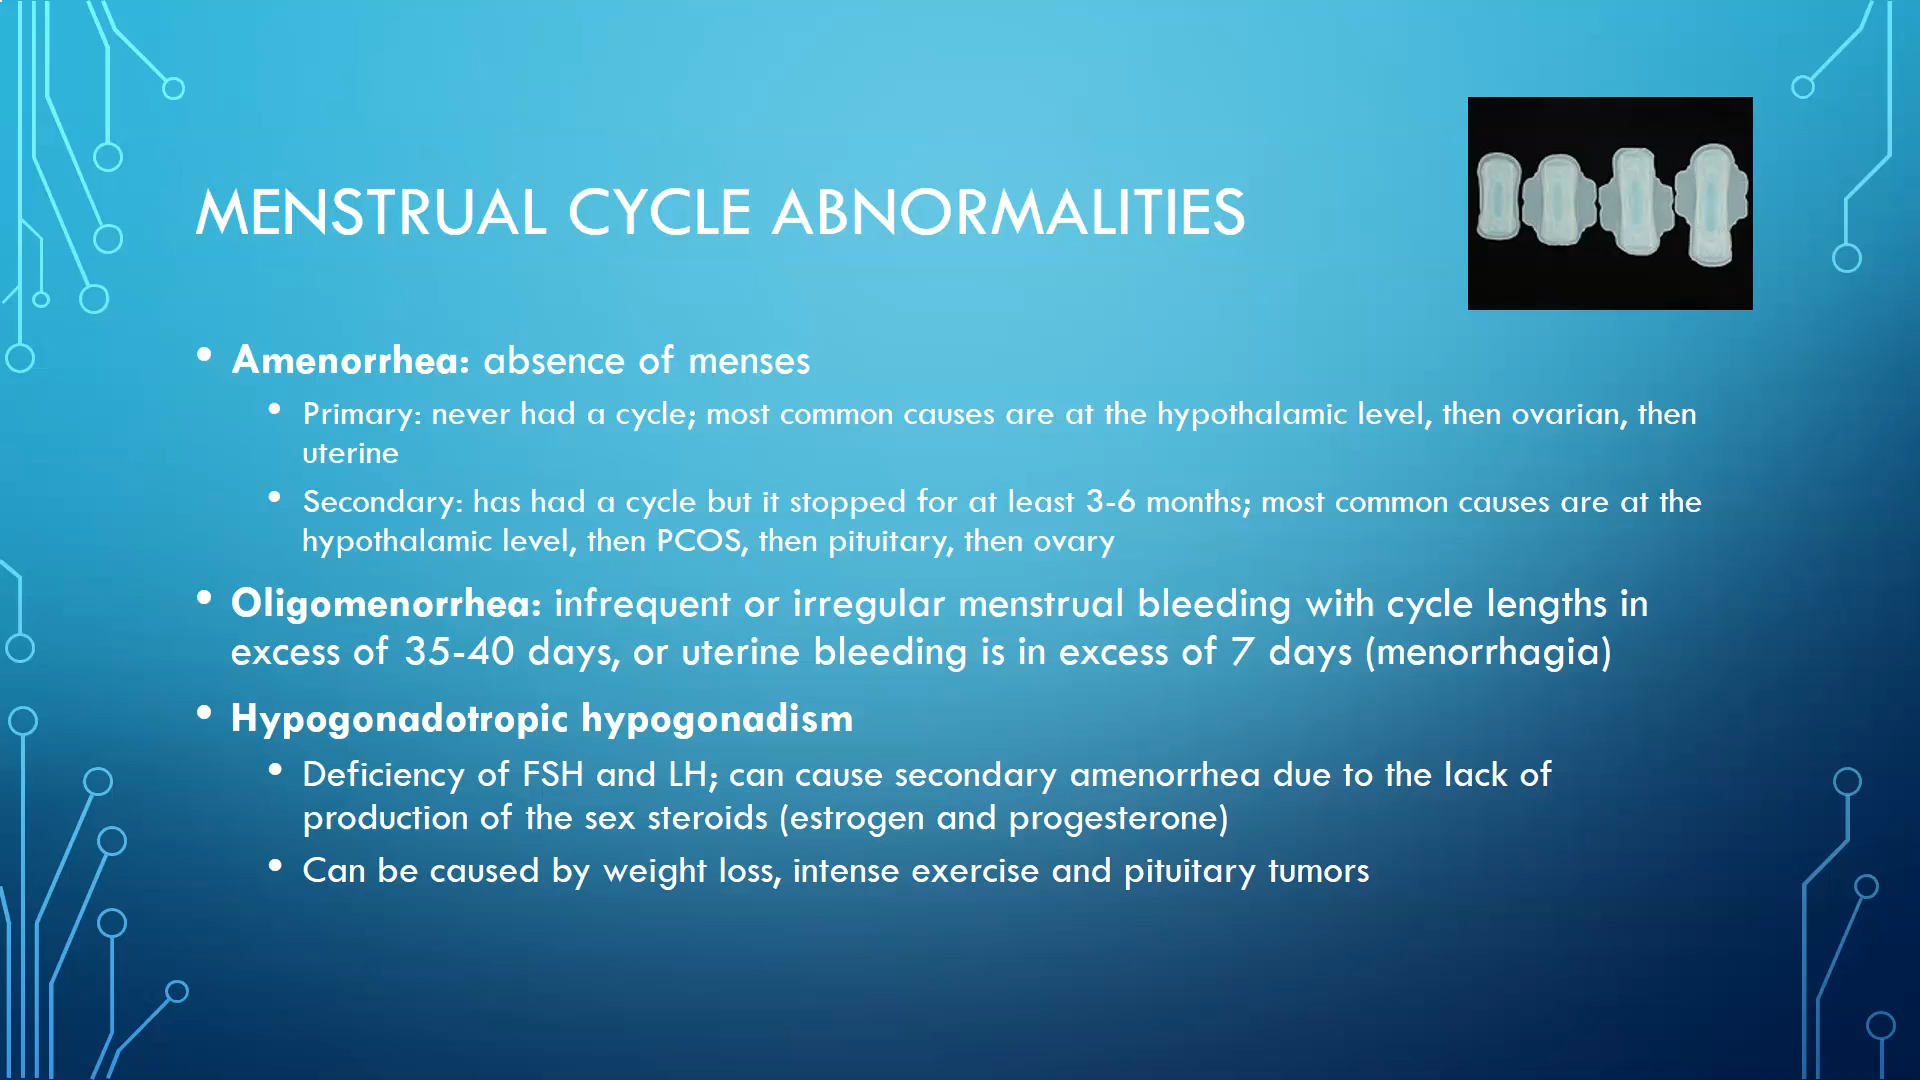 MENSTRUAL CYCLE ABNORMALITIES
• Amenorrhea: absence of menses
• Primary: never had a cycle; most common causes are at the hypothalamic level, then ovarian, then
uterine
• Secondary: has had a cycle but it stopped for at least 3-6 months; most common causes are at the
hypothalamic level, then PCOS, then pituitary, then ovary
• Oligomenorrhea: infrequent or irregular menstrual bleeding with cycle lengths in
excess of 35-40 days, or uterine bleeding is in excess of 7 days (menorrhagia)
• Hypogonadotropic hypogonadism
• Deficiency of FSH and LH; can cause secondary amenorrhea due to the lack of
production of the sex steroids (estrogen and progesterone)
• Can be caused by weight loss, intense exercise and pituitary tumors